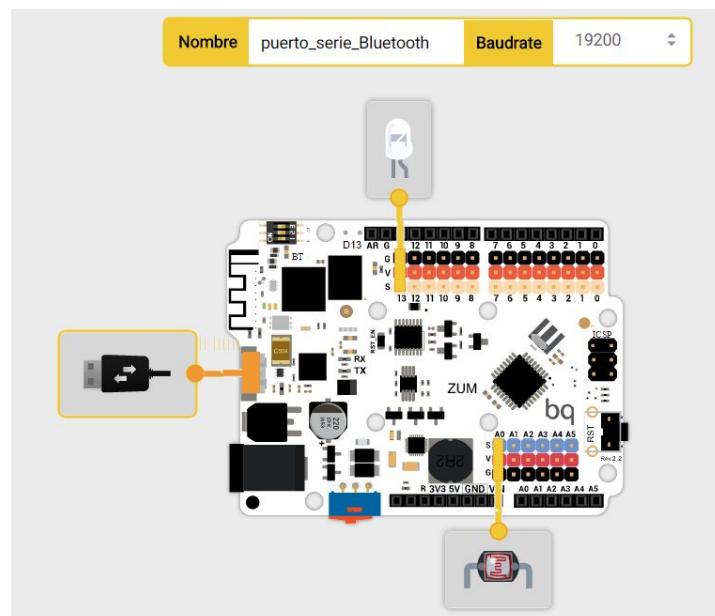 Nombre puerto_serie_Bluetooth Baudrate 19200
D13 AR G 12 11 10 9 8 7 6 5 4 3 2 1 0
BT
G
V
S
13 12 11 10 9 8 7 6 5 4 3 2 1 0
RST_EN
ICSP
RX
TX
ZUM
bq
220
RST
A0 A1 A2 A3 A4 A5
S
V
G
2R2
R 3V3 5V GND VIN A0 A1 A2 A3 A4 A5